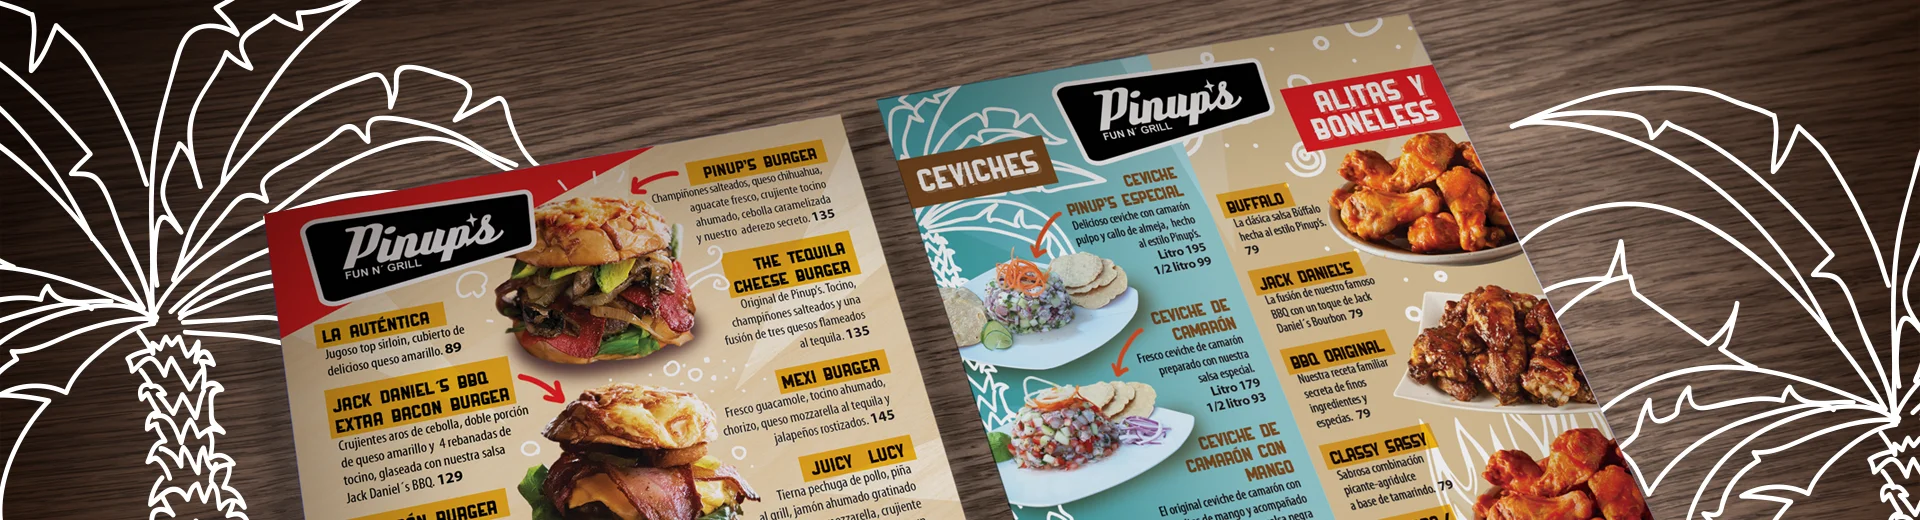 Pinup's
FUN N' GRILL
LA AUTÉNTICA
Jugoso top sirloin, cubierto de
delicioso queso amarillo. 89
JACK DANIEL´S BBQ
EXTRA BACON BURGER
Crujientes aros de cebolla, doble porción
de queso amarillo y 4 rebanadas de
tocino, glaseada con nuestra salsa
Jack Daniel´s BBQ. 129
BURGER
PINUP'S BURGER
Champiñones salteados, queso chihuahua,
aguacate fresco, crujiente tocino
ahumado, cebolla caramelizada
y nuestro aderezo secreto. 135
THE TEQUILA
CHEESE BURGER
Original de Pinup's. Tocino,
champiñones salteados y una
fusión de tres quesos flameados
al tequila. 135
MEXI BURGER
Fresco guacamole, tocino ahumado,
chorizo, queso mozzarella al tequila y
jalapeños rostizados. 145
JUICY LUCY
Tierna pechuga de pollo, piña
al grill, jamón ahumado gratinado
mozzarella, crujiente
Pinup's
FUN N' GRILL
CEVICHES
CEVICHE
PINUP'S ESPECIAL
Delicioso ceviche con camarón
pulpo y callo de almeja, hecho
al estilo Pinup's.
Litro 195
1/2 litro 99
CEVICHE DE
CAMARÓN
Fresco ceviche de camarón
preparado con nuestra
salsa especial.
Litro 179
1/2 litro 93
CEVICHE DE
CAMARÓN CON
MANGO
El original ceviche de camarón con
de mango y acompañado
negra
ALITAS Y
BONELESS
BUFFALO
La clásica salsa Búffalo
hecha al estilo Pinup's.
79
JACK DANIEL'S
La fusión de nuestro famoso
BBQ con un toque de Jack
Daniel´s Bourbon 79
BBQ ORIGINAL
Nuestra receta familiar
secreta de finos
ingredientes y
especias. 79
CLASSY SASSY
Sabrosa combinación
picante-agridulce
a base de tamarindo. 79